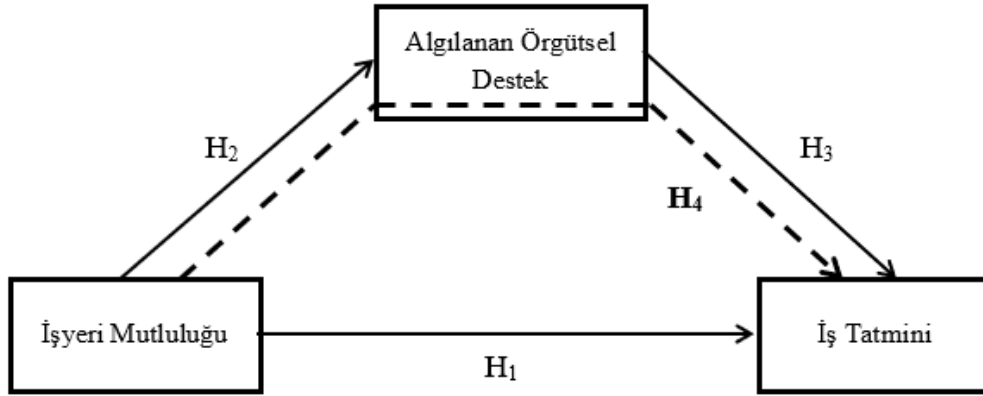 Algılanan Örgütsel
Destek
H₂
H₃
H₄
İşyeri Mutluluğu
İş Tatmini
H₁